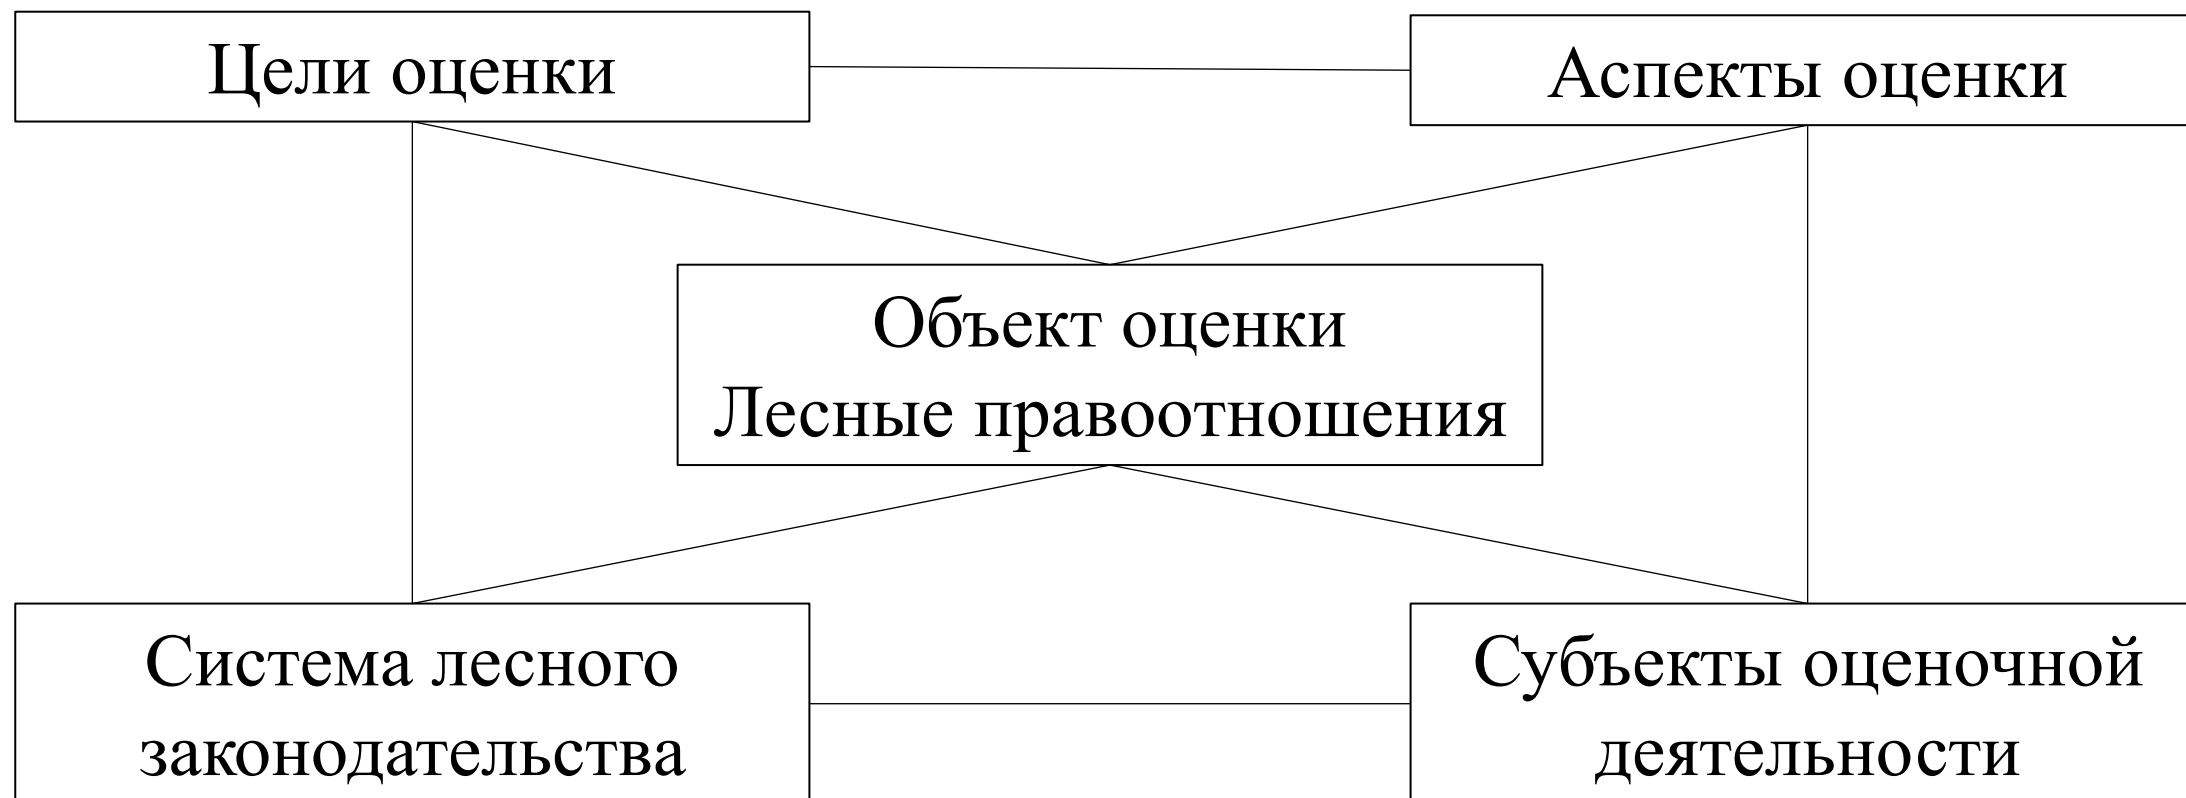 Цели оценки
Аспекты оценки
Объект оценки
Лесные правоотношения
Система лесного
законодательства
Субъекты оценочной
деятельности